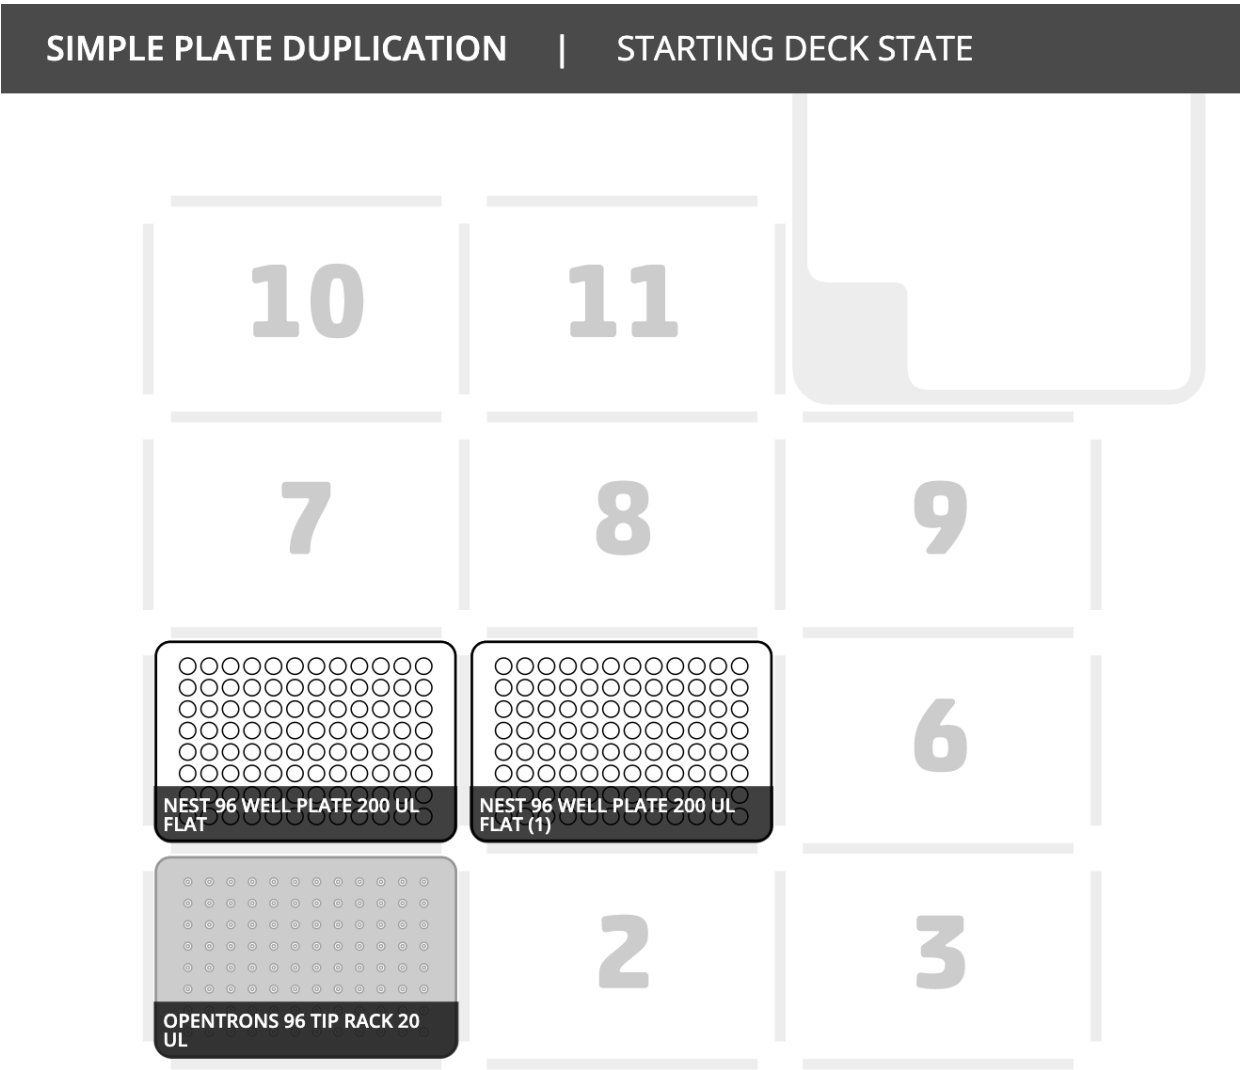 SIMPLE PLATE DUPLICATION | STARTING DECK STATE
10 11
7 8 9
NEST 96 WELL PLATE 200 UL
FLAT
NEST 96 WELL PLATE 200 UL
FLAT (1)
6
OPENTRONS 96 TIP RACK 20
UL
2 3